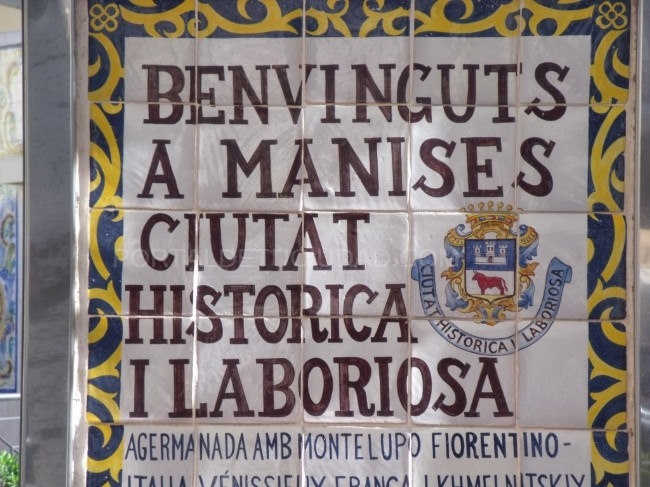 BENVINGUTS
A MANISES
CIUTAT
HISTORICA
I LABORIOSA
CIUTAT HISTORICA I LABORIOSA
AGERMANADA AMB MONTELUPO FIORENTINO-
ITALIA VÉNISSIEUX FRANÇA I KHMELNITSKIY